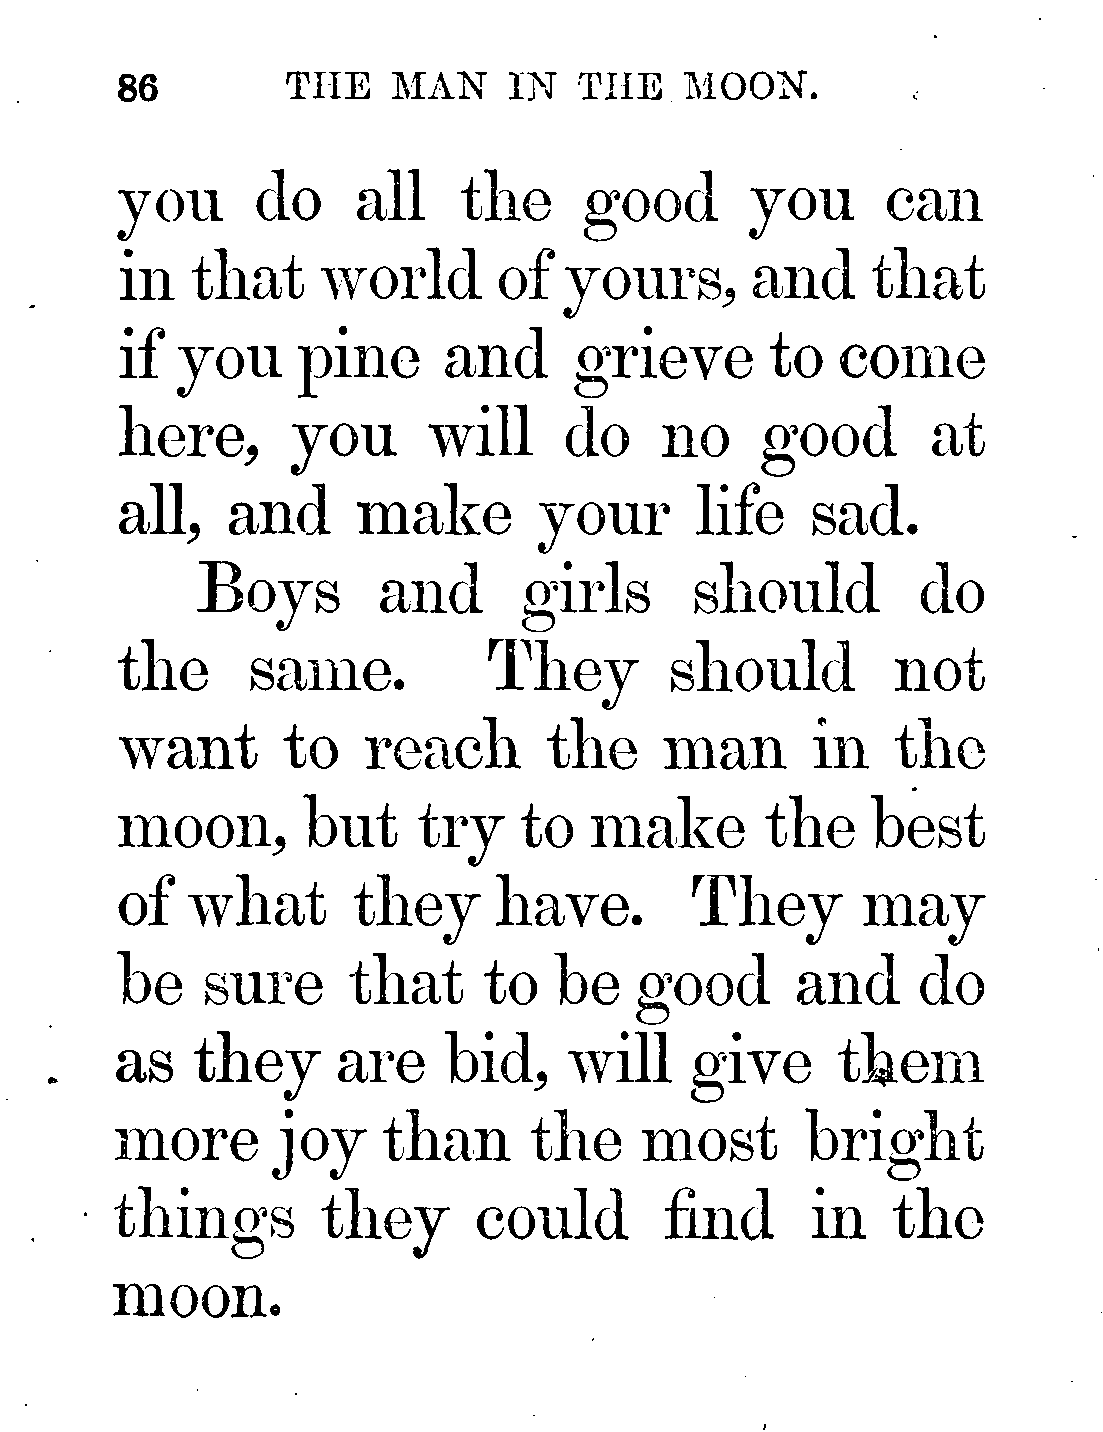 86 THE MAN IN THE MOON.
you do all the good you can
in that world of yours, and that
if you pine and grieve to come
here, you will do no good at
all, and make your life sad.
Boys and girls should do
the same. They should not
want to reach the man in the
moon, but try to make the best
of what they have. They may
be sure that to be good and do
as they are bid, will give them
more joy than the most bright
things they could find in the
moon.